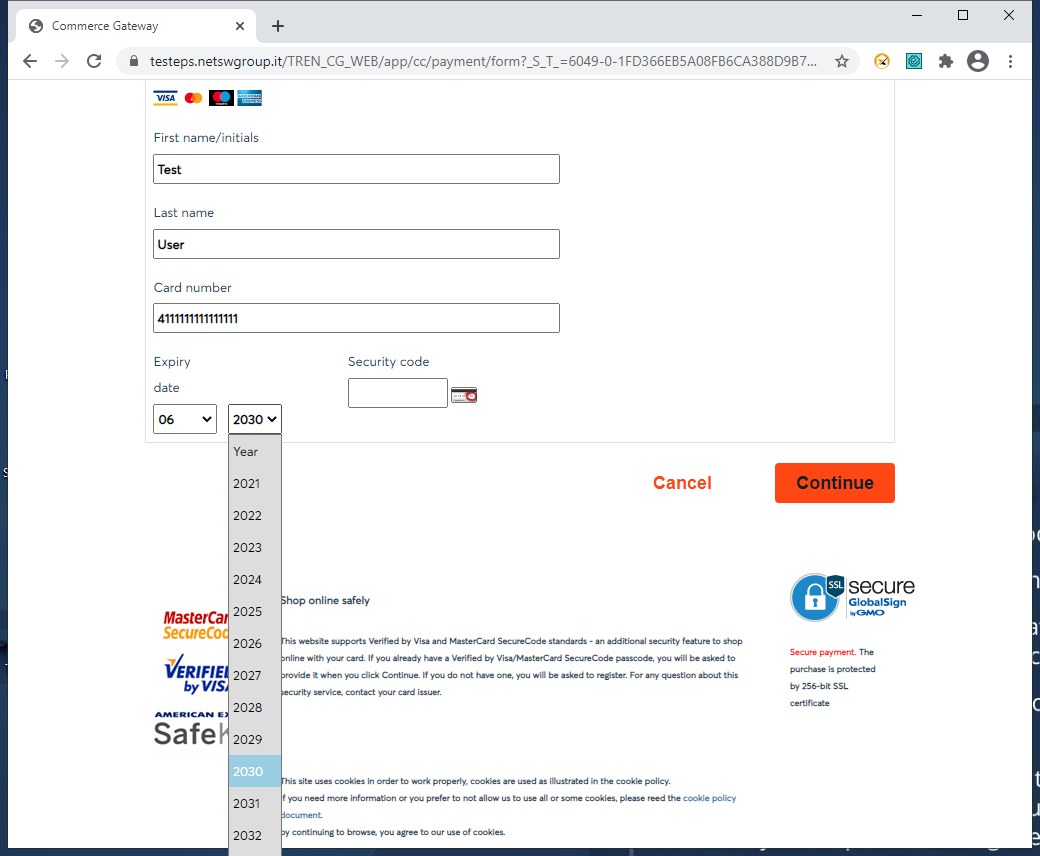 Commerce Gateway
testeps.netswgroup.it/TREN_CG_WEB/app/cc/payment/form?_S_T_=6049-0-1FD366EB5A08FB6CA388D9B7...
VISA
First name/initials
Test
Last name
User
Card number
4111111111111111
Expiry
date
Security code
06
2030
Year
2021
2022
2023
2024
2025
2026
2027
2028
2029
2030
2031
2032
Cancel
Continue
MasterCar
SecureCod
VERIFIE
by VIS
AMERICAN EX
SafeK
Shop online safely
This website supports Verified by Visa and MasterCard SecureCode standards - an additional security feature to shop
online with your card. If you already have a Verified by Visa/MasterCard SecureCode passcode, you will be asked to
provide it when you click Continue. If you do not have one, you will be asked to register. For any question about this
security service, contact your card issuer.
SSL secure
GlobalSign
by GMO
Secure payment. The
purchase is protected
by 256-bit SSL
certificate
This site uses cookies in order to work properly, cookies are used as illustrated in the cookie policy.
If you need more information or you prefer to not allow us to use all or some cookies, please reed the cookie policy
document.
by continuing to browse, you agree to our use of cookies.